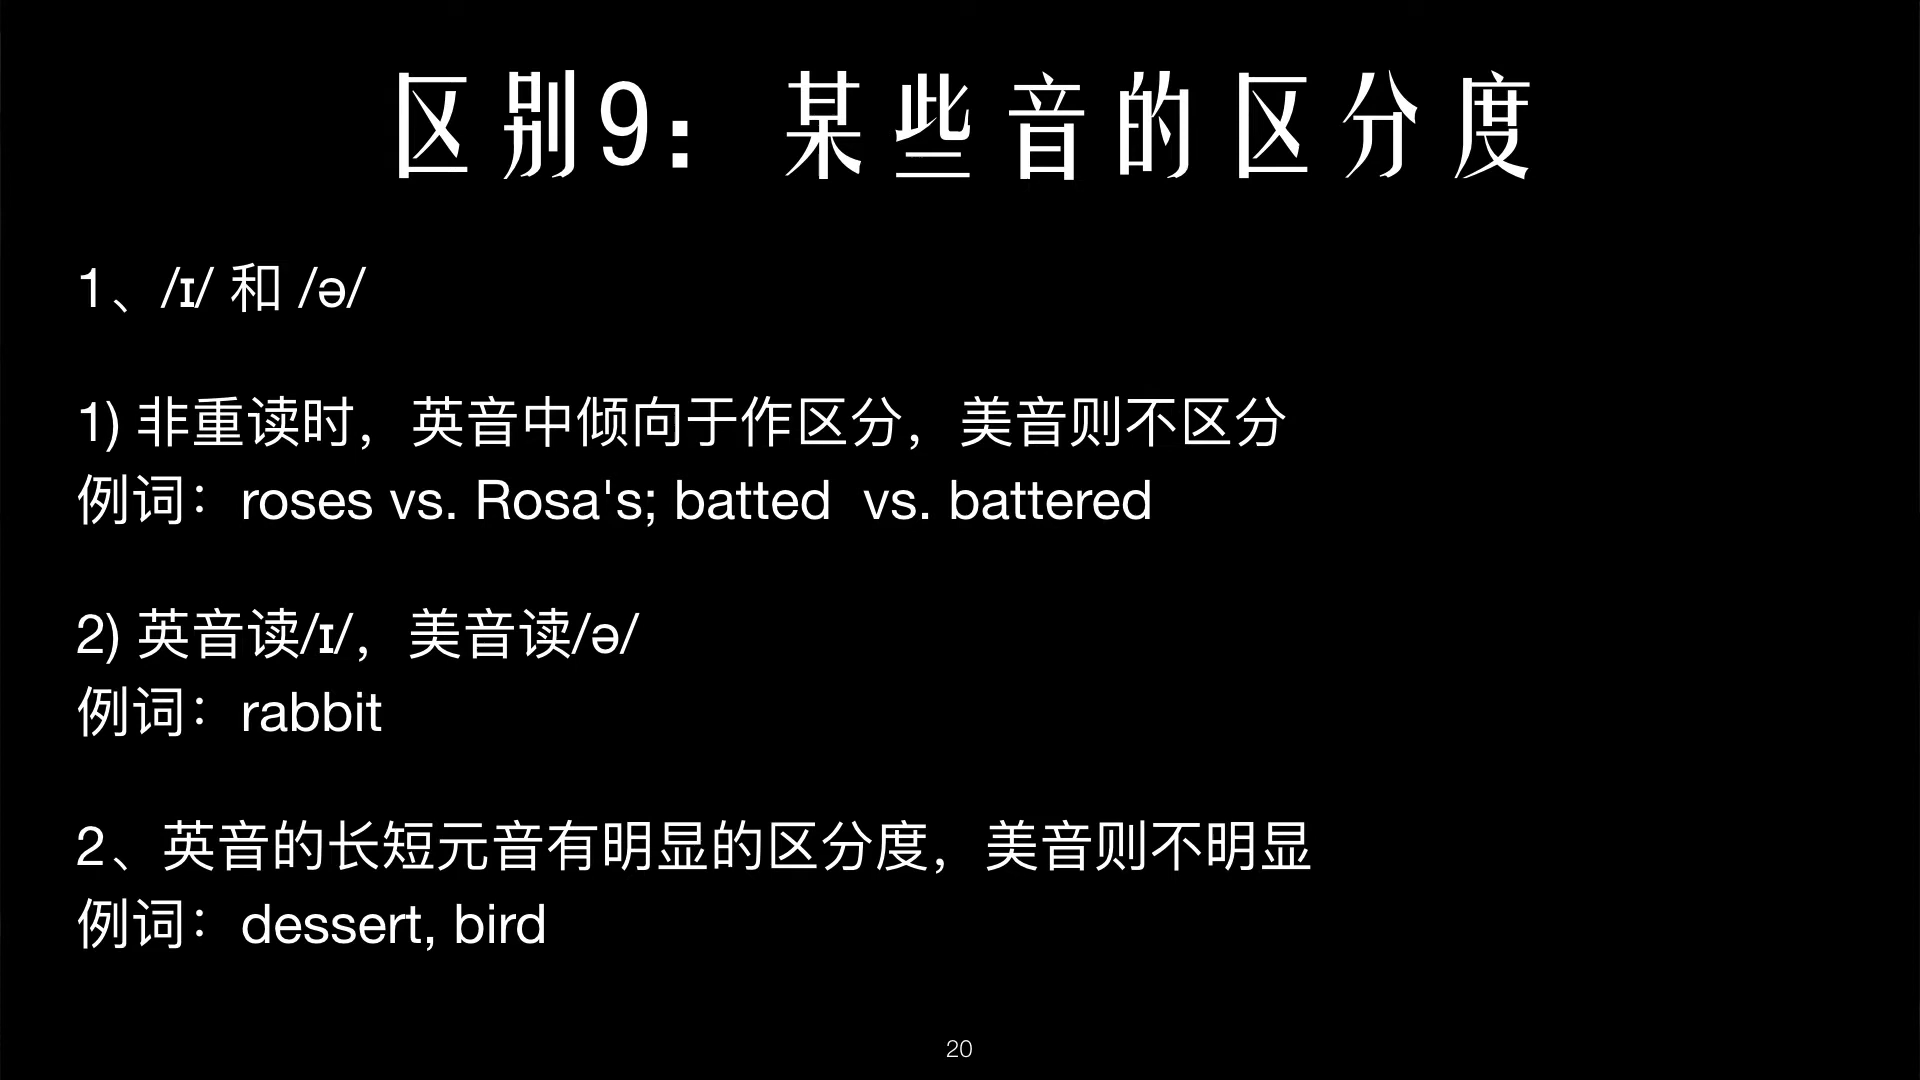 区别9：某些音的区分度
1、/ɪ/ 和 /ə/
1) 非重读时，英音中倾向于作区分，美音则不区分
例词：roses vs. Rosa's; batted  vs. battered
2) 英音读/ɪ/，美音读/ə/
例词：rabbit
2、英音的长短元音有明显的区分度，美音则不明显
例词：dessert, bird
20